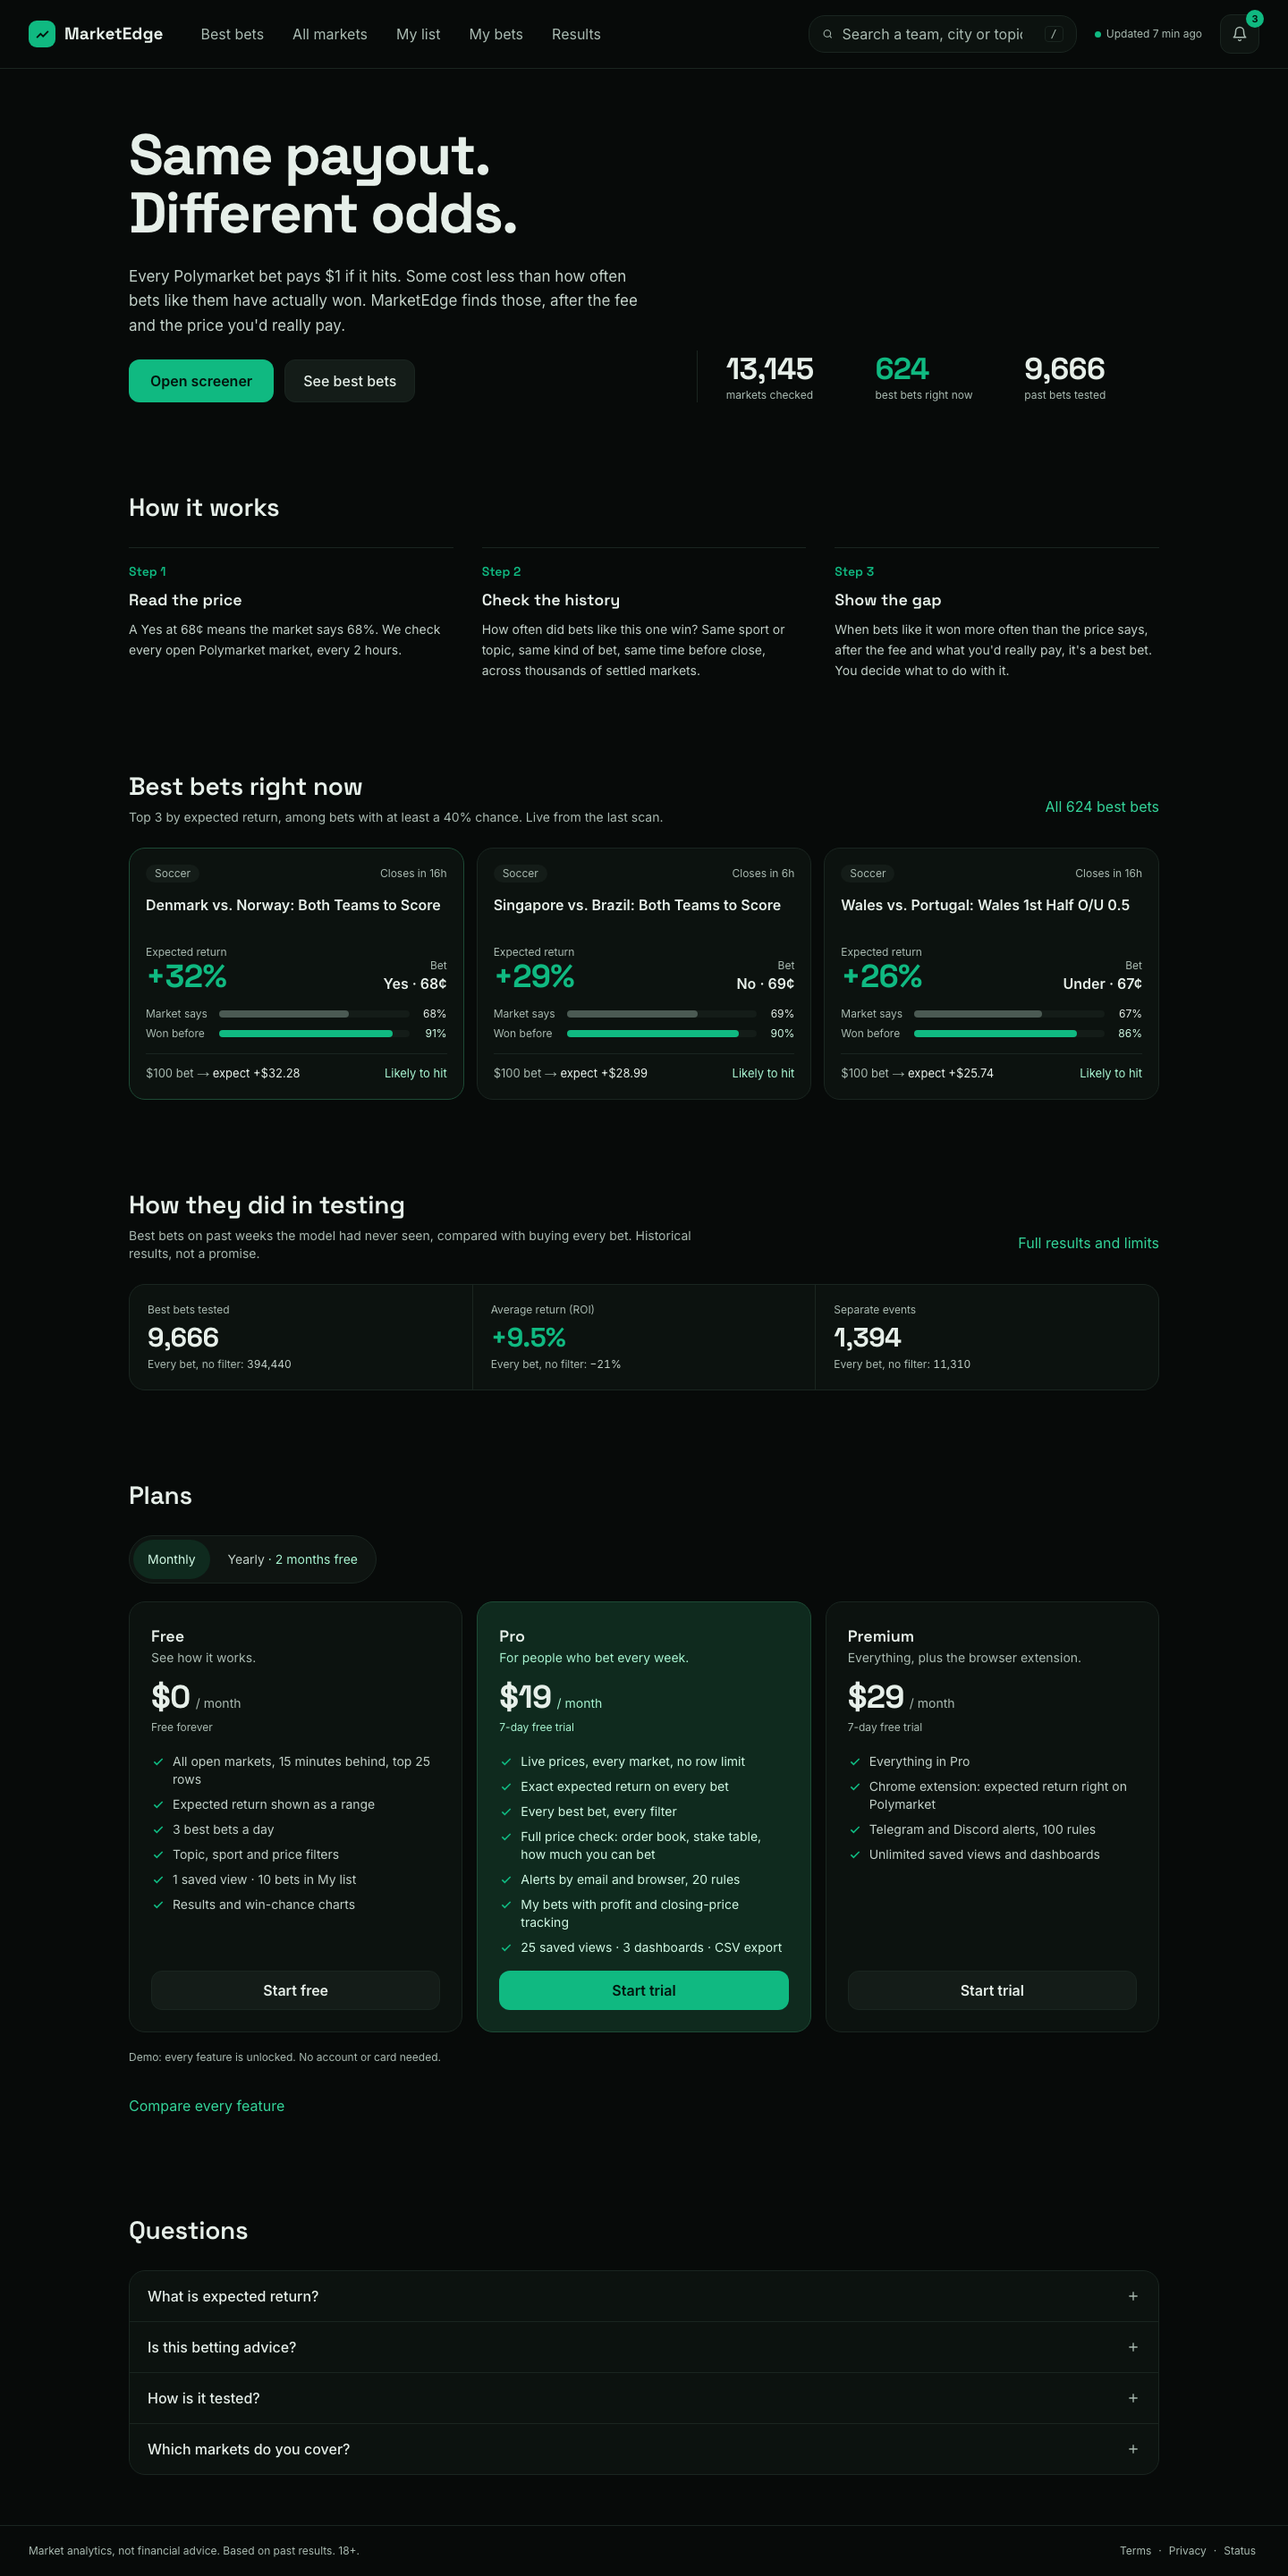 MarketEdge
Best bets
All markets
My list
My bets
Results
Search a team, city or topic
/
Updated 7 min ago
3
Same payout.
Different odds.
Every Polymarket bet pays $1 if it hits. Some cost less than how often
bets like them have actually won. MarketEdge finds those, after the fee
and the price you'd really pay.
Open screener
See best bets
13,145
markets checked
624
best bets right now
9,666
past bets tested
How it works
Step 1
Read the price
A Yes at 68¢ means the market says 68%. We check
every open Polymarket market, every 2 hours.
Step 2
Check the history
How often did bets like this one win? Same sport or
topic, same kind of bet, same time before close,
across thousands of settled markets.
Step 3
Show the gap
When bets like it won more often than the price says,
after the fee and what you'd really pay, it's a best bet.
You decide what to do with it.
Best bets right now
Top 3 by expected return, among bets with at least a 40% chance. Live from the last scan.
All 624 best bets
Soccer
Closes in 16h
Denmark vs. Norway: Both Teams to Score
Expected return
+32%
Bet
Yes · 68¢
Market says
68%
Won before
91%
$100 bet → expect +$32.28
Likely to hit
Soccer
Closes in 6h
Singapore vs. Brazil: Both Teams to Score
Expected return
+29%
Bet
No · 69¢
Market says
69%
Won before
90%
$100 bet → expect +$28.99
Likely to hit
Soccer
Closes in 16h
Wales vs. Portugal: Wales 1st Half O/U 0.5
Expected return
+26%
Bet
Under · 67¢
Market says
67%
Won before
86%
$100 bet → expect +$25.74
Likely to hit
How they did in testing
Best bets on past weeks the model had never seen, compared with buying every bet. Historical
results, not a promise.
Full results and limits
Best bets tested
9,666
Every bet, no filter: 394,440
Average return (ROI)
+9.5%
Every bet, no filter: −21%
Separate events
1,394
Every bet, no filter: 11,310
Plans
Monthly
Yearly · 2 months free
Free
See how it works.
$0 / month
Free forever
All open markets, 15 minutes behind, top 25
rows
Expected return shown as a range
3 best bets a day
Topic, sport and price filters
1 saved view · 10 bets in My list
Results and win-chance charts
Start free
Pro
For people who bet every week.
$19 / month
7-day free trial
Live prices, every market, no row limit
Exact expected return on every bet
Every best bet, every filter
Full price check: order book, stake table,
how much you can bet
Alerts by email and browser, 20 rules
My bets with profit and closing-price
tracking
25 saved views · 3 dashboards · CSV export
Start trial
Premium
Everything, plus the browser extension.
$29 / month
7-day free trial
Everything in Pro
Chrome extension: expected return right on
Polymarket
Telegram and Discord alerts, 100 rules
Unlimited saved views and dashboards
Start trial
Demo: every feature is unlocked. No account or card needed.
Compare every feature
Questions
What is expected return?
+
Is this betting advice?
+
How is it tested?
+
Which markets do you cover?
+
Market analytics, not financial advice. Based on past results. 18+.
Terms · Privacy · Status